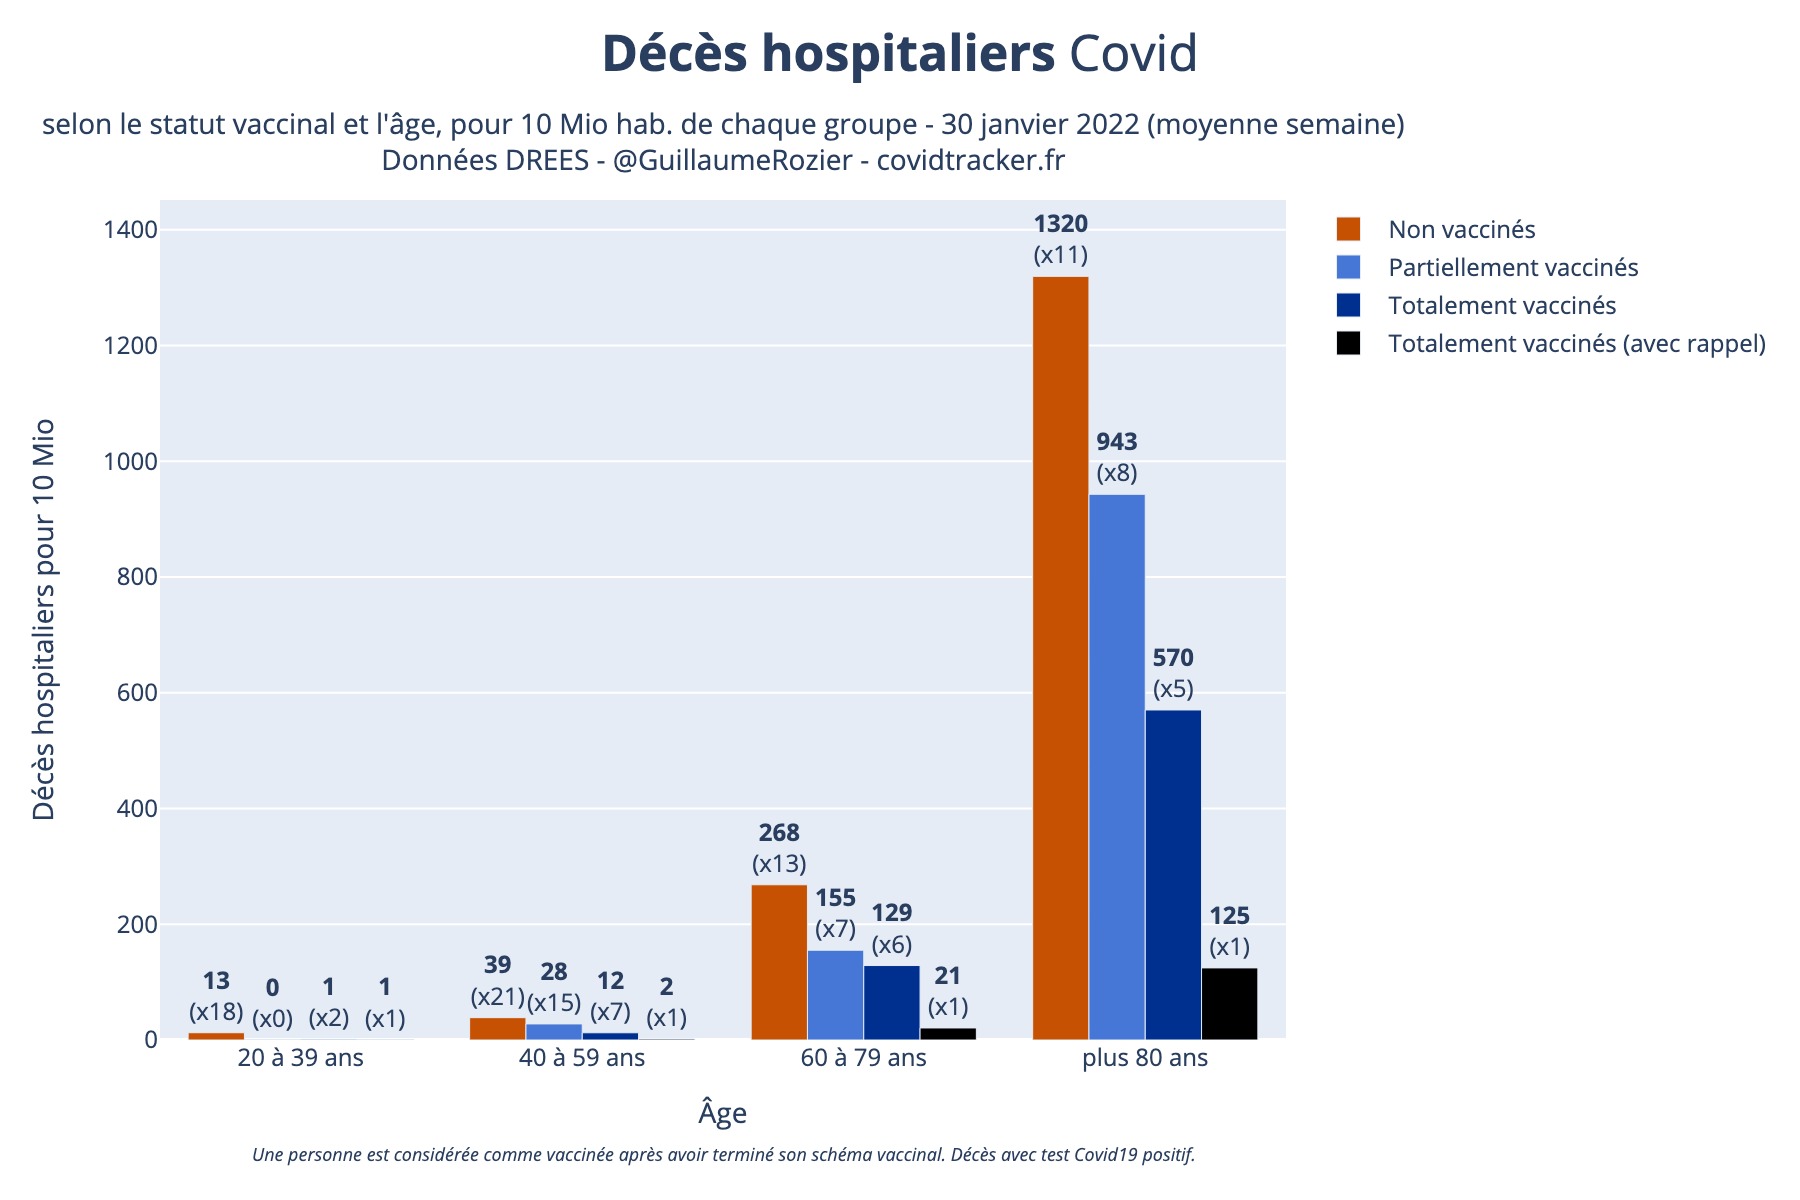 Décès hospitaliers Covid
selon le statut vaccinal et l'âge, pour 10 Mio hab. de chaque groupe - 30 janvier 2022 (moyenne semaine)
Données DREES - @GuillaumeRozier - covidtracker.fr
Décès hospitaliers pour 10 Mio
1400
1200
1000
800
600
400
200
0
13
(x18)
0
(x0)
1
(x2)
1
(x1)
39
(x21)
28
(x15)
12
(x7)
2
(x1)
268
(x13)
155
(x7)
129
(x6)
21
(x1)
1320
(x11)
943
(x8)
570
(x5)
125
(x1)
20 à 39 ans
40 à 59 ans
60 à 79 ans
plus 80 ans
Âge
Non vaccinés
Partiellement vaccinés
Totalement vaccinés
Totalement vaccinés (avec rappel)
Une personne est considérée comme vaccinée après avoir terminé son schéma vaccinal. Décès avec test Covid19 positif.